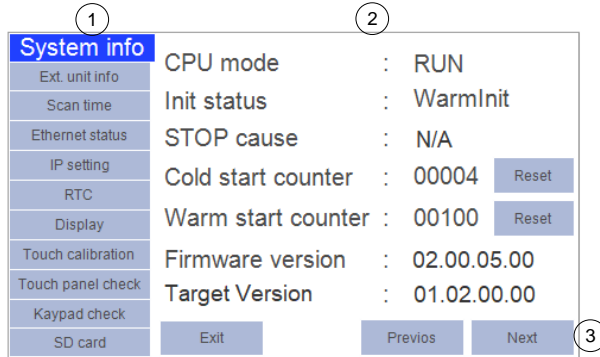 1
2
System info
Ext. unit info
Scan time
Ethernet status
IP setting
RTC
Display
Touch calibration
Touch panel check
Kaypad check
SD card
CPU mode : RUN
Init status : WarmInit
STOP cause : N/A
Cold start counter : 00004 Reset
Warm start counter : 00100 Reset
Firmware version : 02.00.05.00
Target Version : 01.02.00.00
Exit Previos Next 3